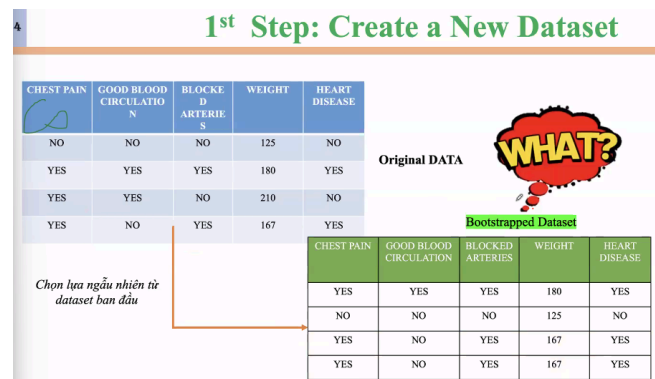 4
1st Step: Create a New Dataset
CHEST PAIN GOOD BLOOD CIRCULATIO N BLOCKE D ARTERIE S WEIGHT HEART DISEASE
NO NO NO 125 NO
YES YES YES 180 YES
YES YES NO 210 NO
YES NO YES 167 YES
Original DATA
WHAT?
Chọn lựa ngẫu nhiên từ
dataset ban đầu
Bootstrapped Dataset
CHEST PAIN GOOD BLOOD CIRCULATION BLOCKED ARTERIES WEIGHT HEART DISEASE
YES YES YES 180 YES
NO NO NO 125 NO
YES NO YES 167 YES
YES NO YES 167 YES